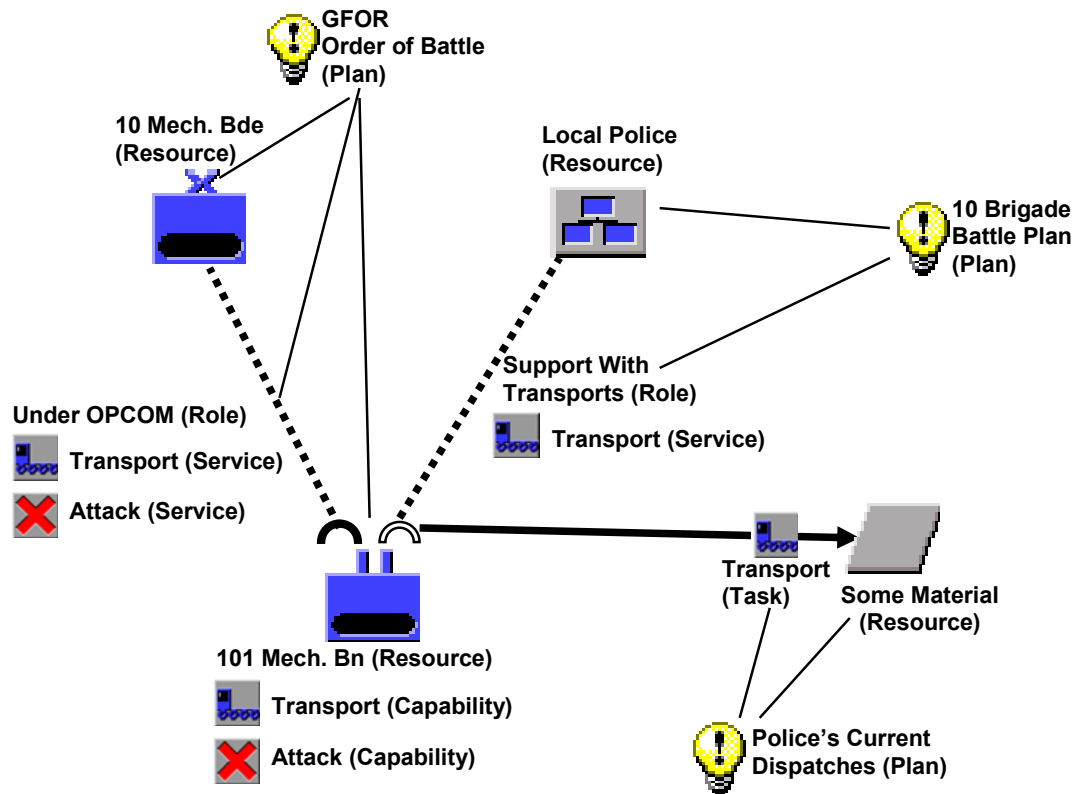 GFOR
Order of Battle
(Plan)
10 Mech. Bde
(Resource)
Local Police
(Resource)
10 Brigade
Battle Plan
(Plan)
Support With
Transports (Role)
Transport (Service)
Under OPCOM (Role)
Transport (Service)
Attack (Service)
Transport
(Task)
Some Material
(Resource)
101 Mech. Bn (Resource)
Transport (Capability)
Attack (Capability)
Police's Current
Dispatches (Plan)